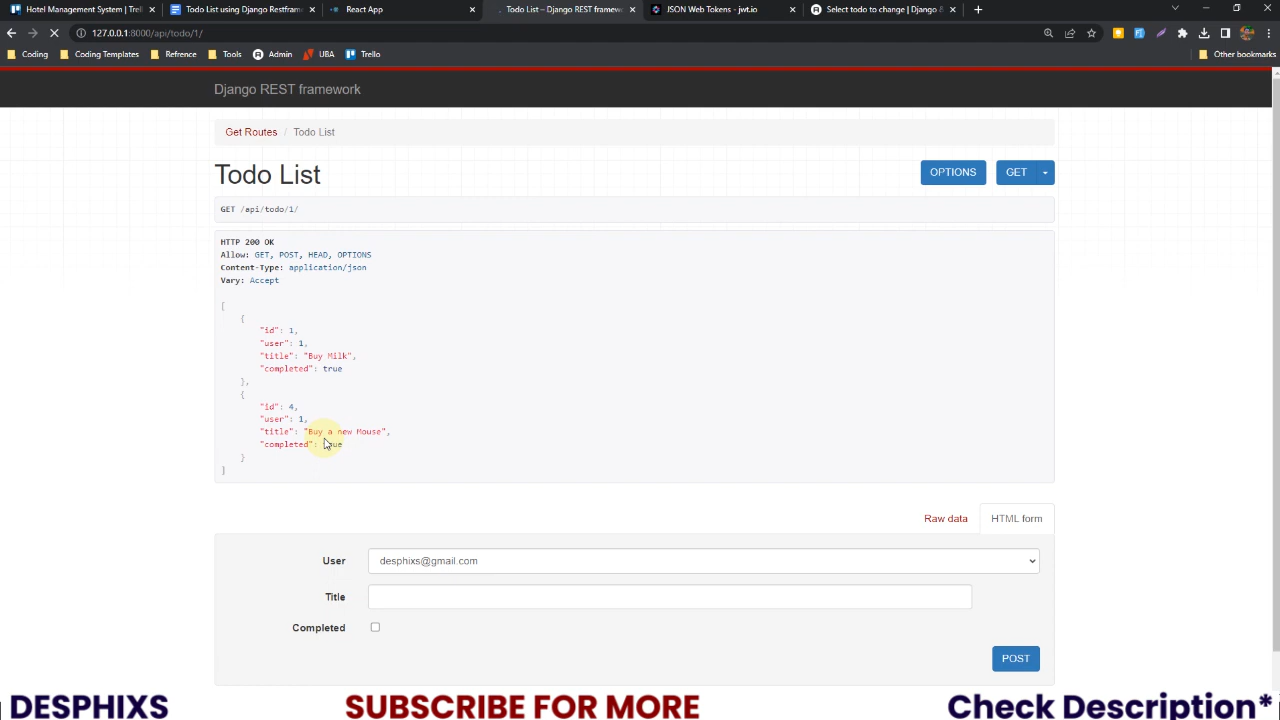 Hotel Management System | Trell
Todo List using Django Restfram
React App
Todo List – Django REST framewo
JSON Web Tokens - jwt.io
Select todo to change | Django &
127.0.0.1:8000/api/todo/1/
Coding
Coding Templates
Refrence
Tools
Admin
UBA
Trello
Other bookmarks
Django REST framework
Get Routes / Todo List
Todo List
OPTIONS
GET
GET /api/todo/1/
HTTP 200 OK
Allow: GET, POST, HEAD, OPTIONS
Content-Type: application/json
Vary: Accept
[
{
"id": 1,
"user": 1,
"title": "Buy Milk",
"completed": true
},
{
"id": 4,
"user": 1,
"title": "Buy a new Mouse",
"completed": true
}
]
Raw data
HTML form
User
desphixs@gmail.com
Title
Completed
POST
DESPHIXS
SUBSCRIBE FOR MORE
Check Description*